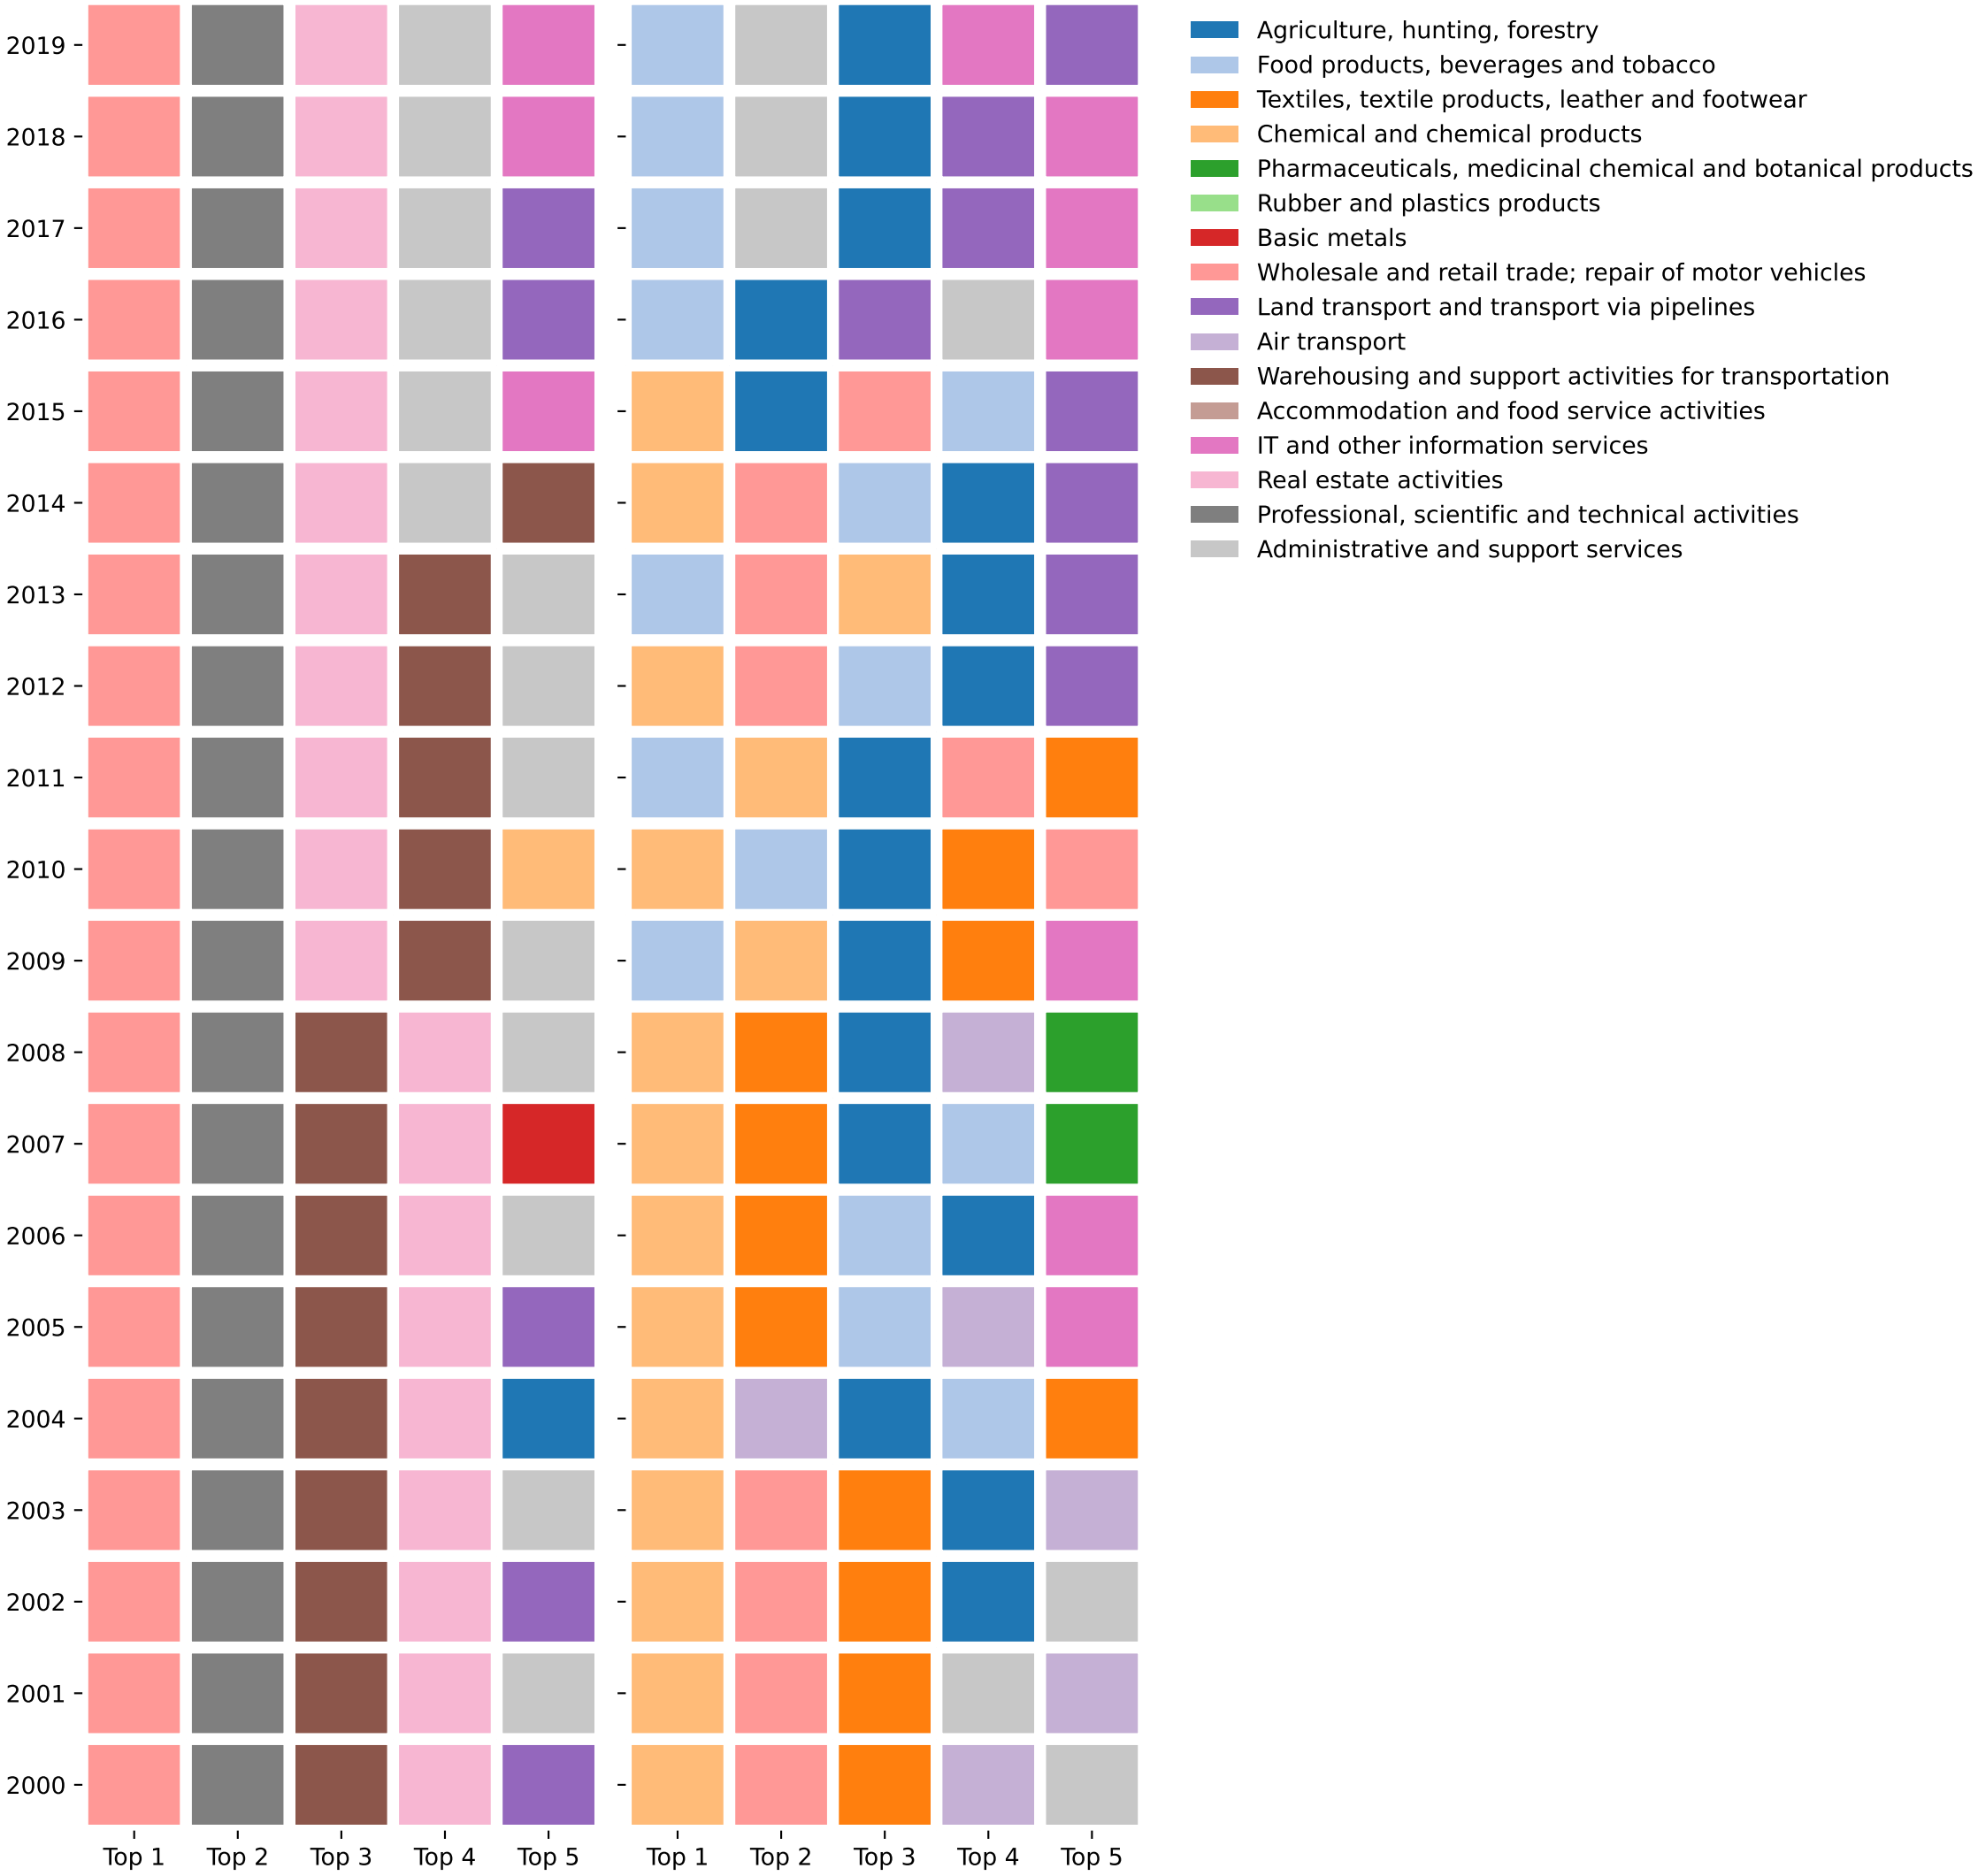 2019
2018
2017
2016
2015
2014
2013
2012
2011
2010
2009
2008
2007
2006
2005
2004
2003
2002
2001
2000
Top 1 Top 2 Top 3 Top 4 Top 5 Top 1 Top 2 Top 3 Top 4 Top 5
Agriculture, hunting, forestry
Food products, beverages and tobacco
Textiles, textile products, leather and footwear
Chemical and chemical products
Pharmaceuticals, medicinal chemical and botanical products
Rubber and plastics products
Basic metals
Wholesale and retail trade; repair of motor vehicles
Land transport and transport via pipelines
Air transport
Warehousing and support activities for transportation
Accommodation and food service activities
IT and other information services
Real estate activities
Professional, scientific and technical activities
Administrative and support services